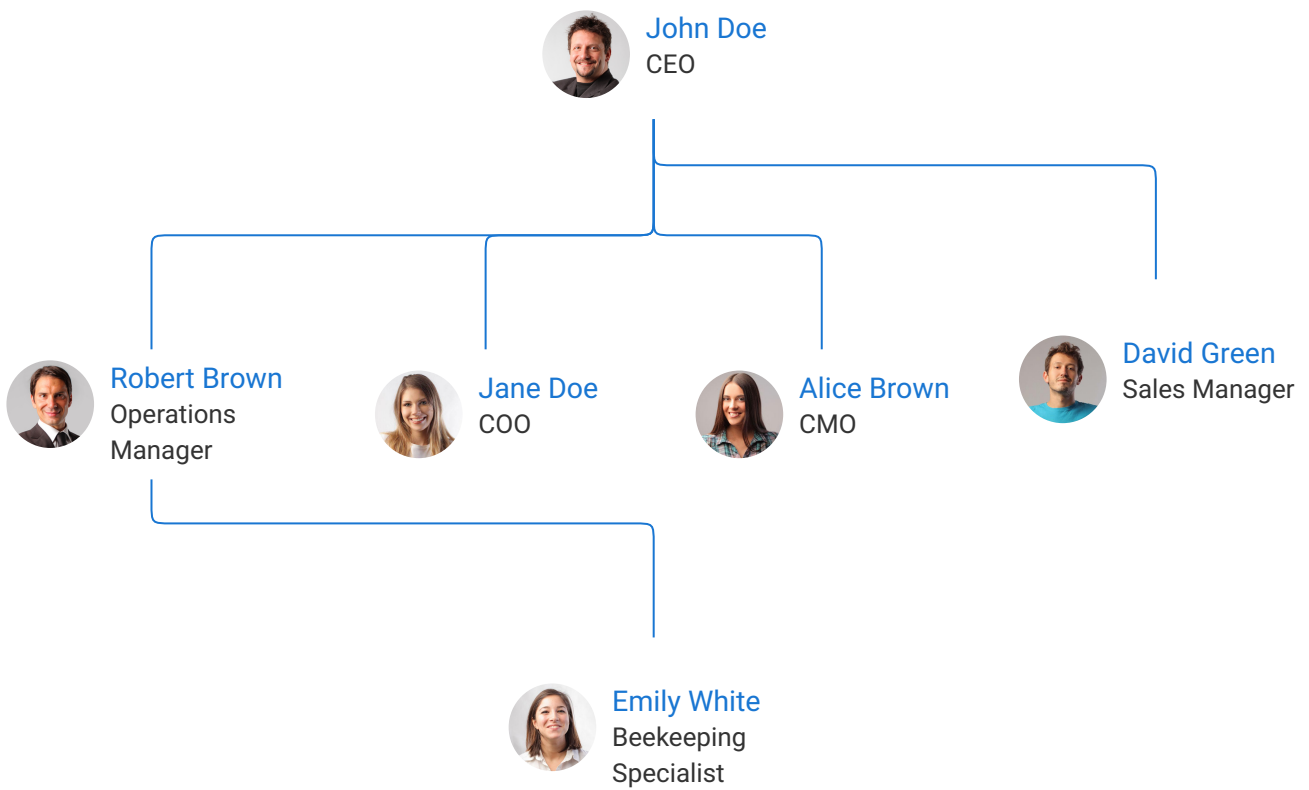 John Doe
CEO
Robert Brown
Operations
Manager
Jane Doe
COO
Alice Brown
CMO
David Green
Sales Manager
Emily White
Beekeeping
Specialist